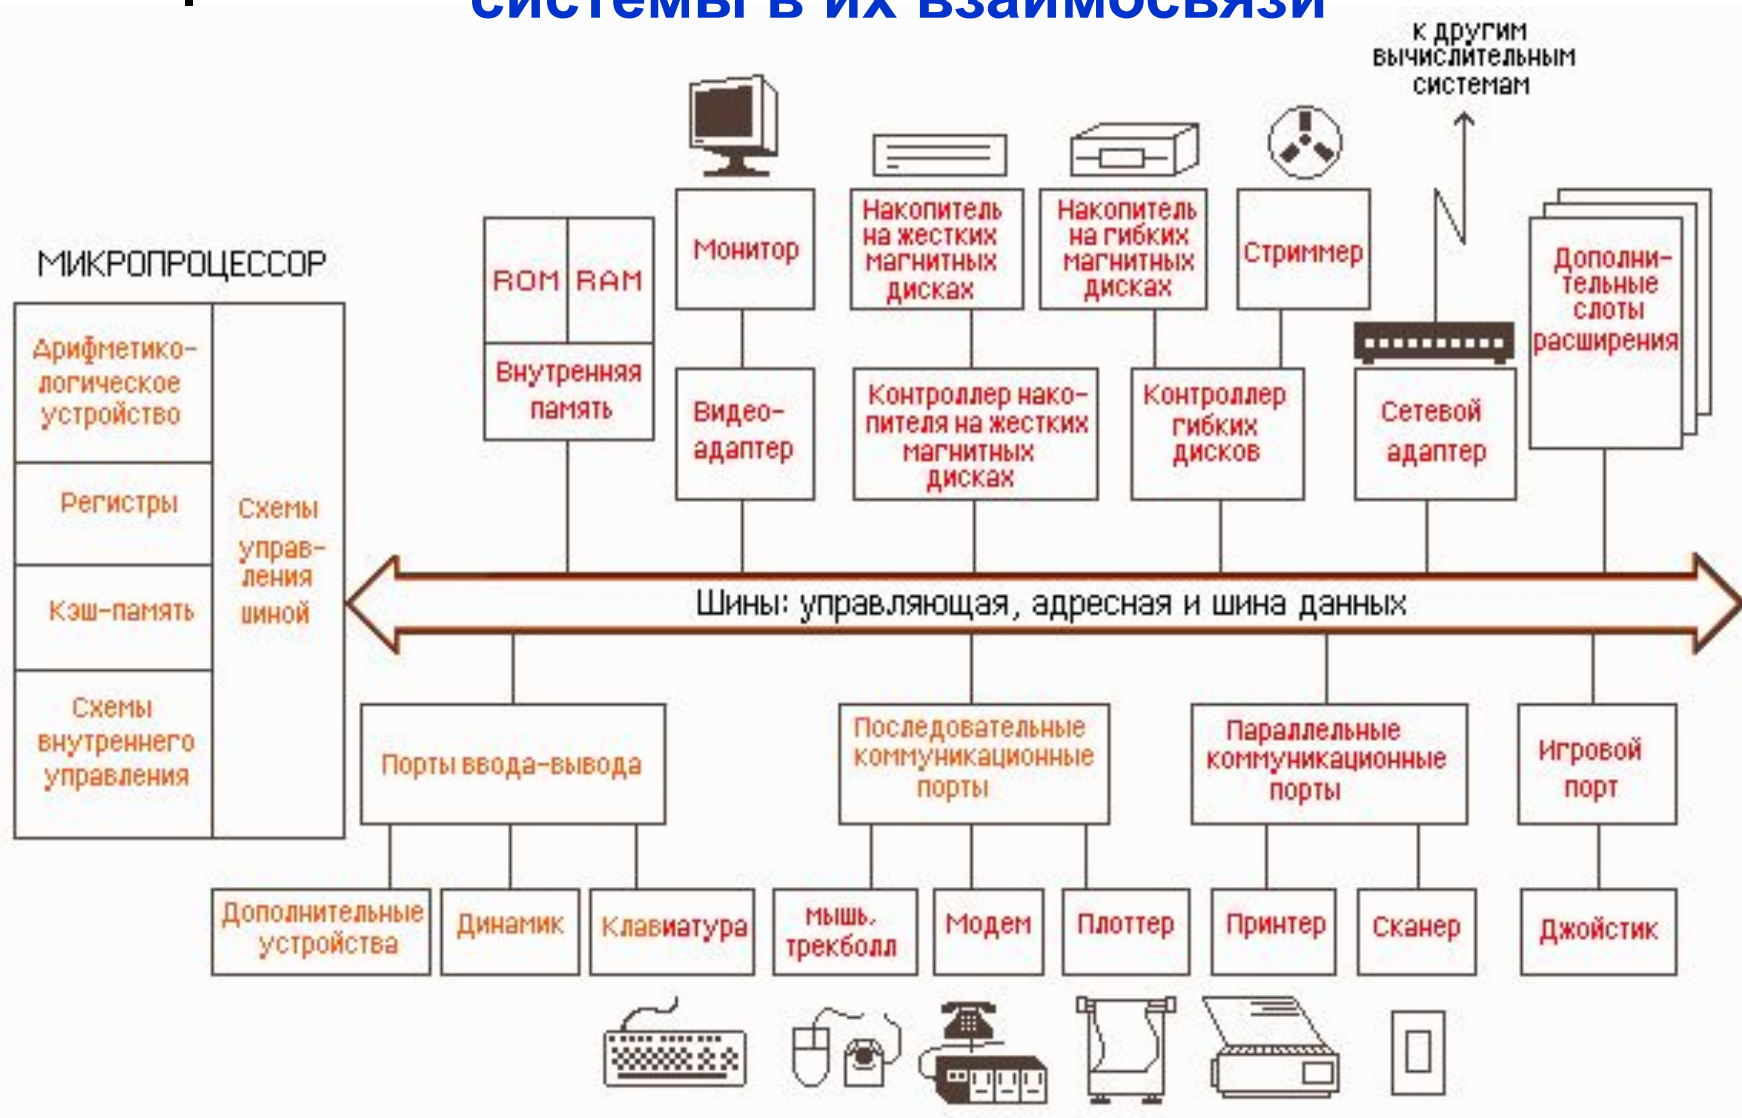 системы в их взаимосвязи
к другим
вычислительным
системам
МИКРОПРОЦЕССОР
Арифметико-
логическое
устройство
Регистры
Кэш-память
Схемы
внутреннего
управления
Схемы
управ-
ления
шиной
ROM RAM
Внутренняя
память
Монитор
Видео-
адаптер
Накопитель
на жестких
магнитных
дисках
Контроллер нако-
пителя на жестких
магнитных
дисках
Накопитель
на гибких
магнитных
дисках
Стриммер
Контроллер
гибких
дисков
Сетевой
адаптер
Дополни-
тельные
слоты
расширения
Шины: управляющая, адресная и шина данных
Порты ввода-вывода
Дополнительные
устройства
Динамик
Клавиатура
Последовательные
коммуникационные
порты
мышь,
трекболл
Модем
Плоттер
Параллельные
коммуникационные
порты
Принтер
Сканер
Игровой
порт
Джойстик